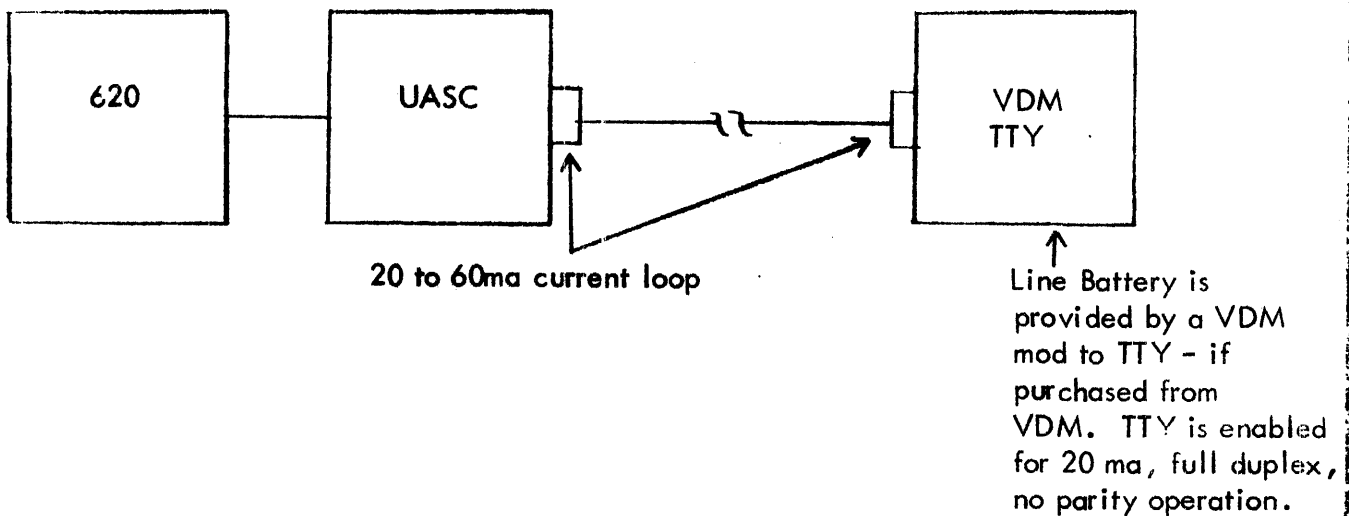 620
UASC
VDM
TTY
20 to 60ma current loop
Line Battery is
provided by a VDM
mod to TTY - if
purchased from
VDM. TTY is enabled
for 20 ma, full duplex,
no parity operation.